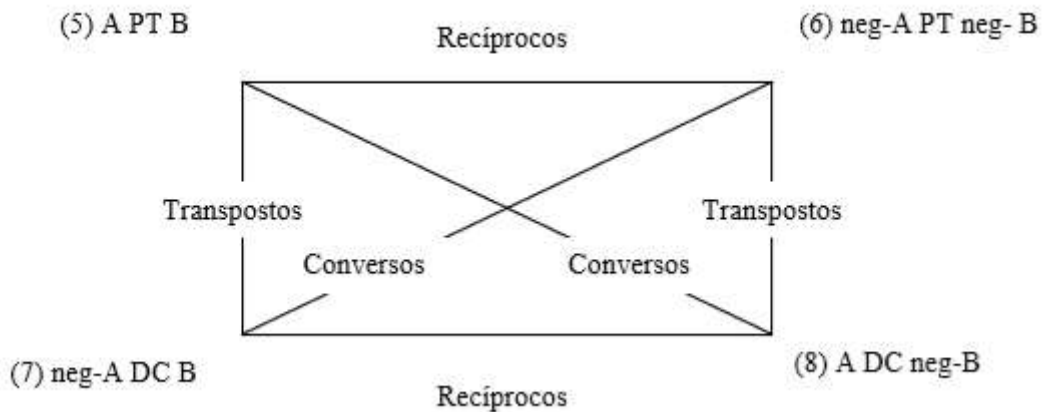 (5) A PT B
Recíprocos
(6) neg-A PT neg- B
Transpostos
Transpostos
Conversos
Conversos
(7) neg-A DC B
(8) A DC neg-B
Recíprocos